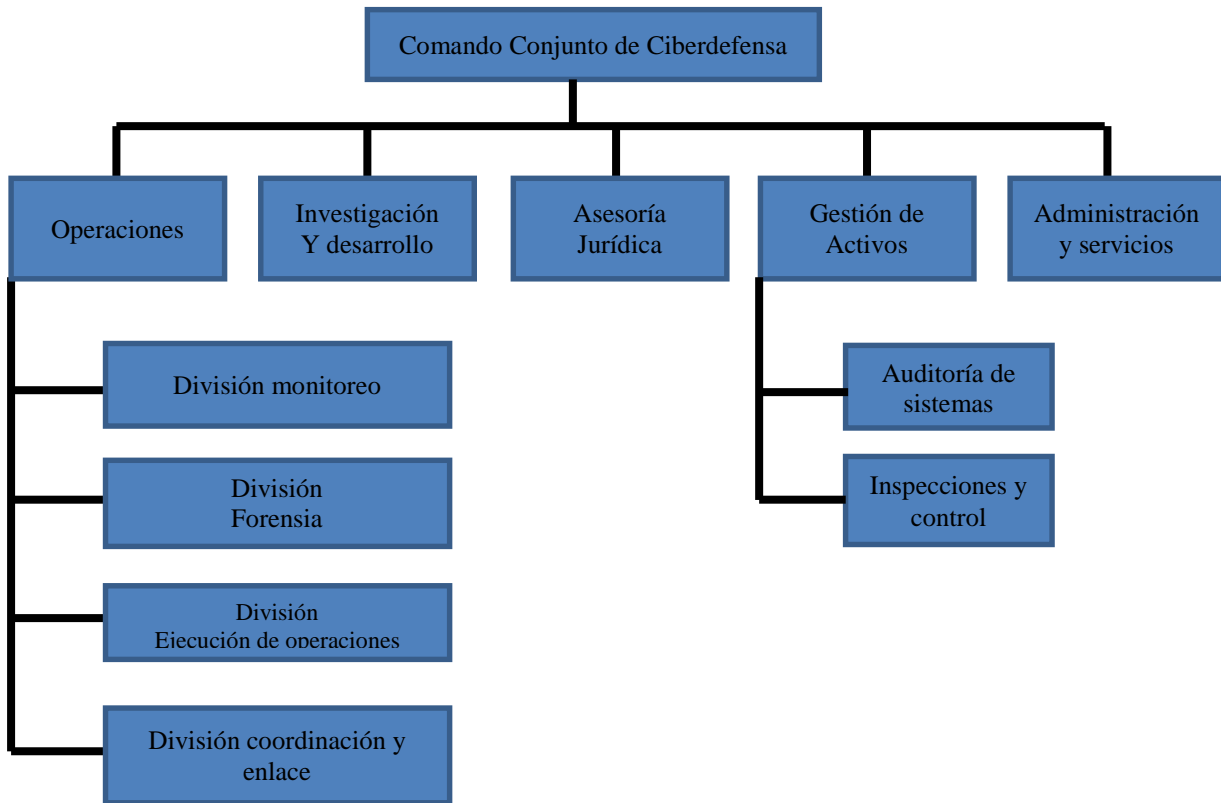 Comando Conjunto de Ciberdefensa
Operaciones
Investigación
Y desarrollo
Asesoría
Jurídica
Gestión de
Activos
Administración
y servicios
División monitoreo
División
Forensia
División
Ejecución de operaciones
División coordinación y
enlace
Auditoría de
sistemas
Inspecciones y
control